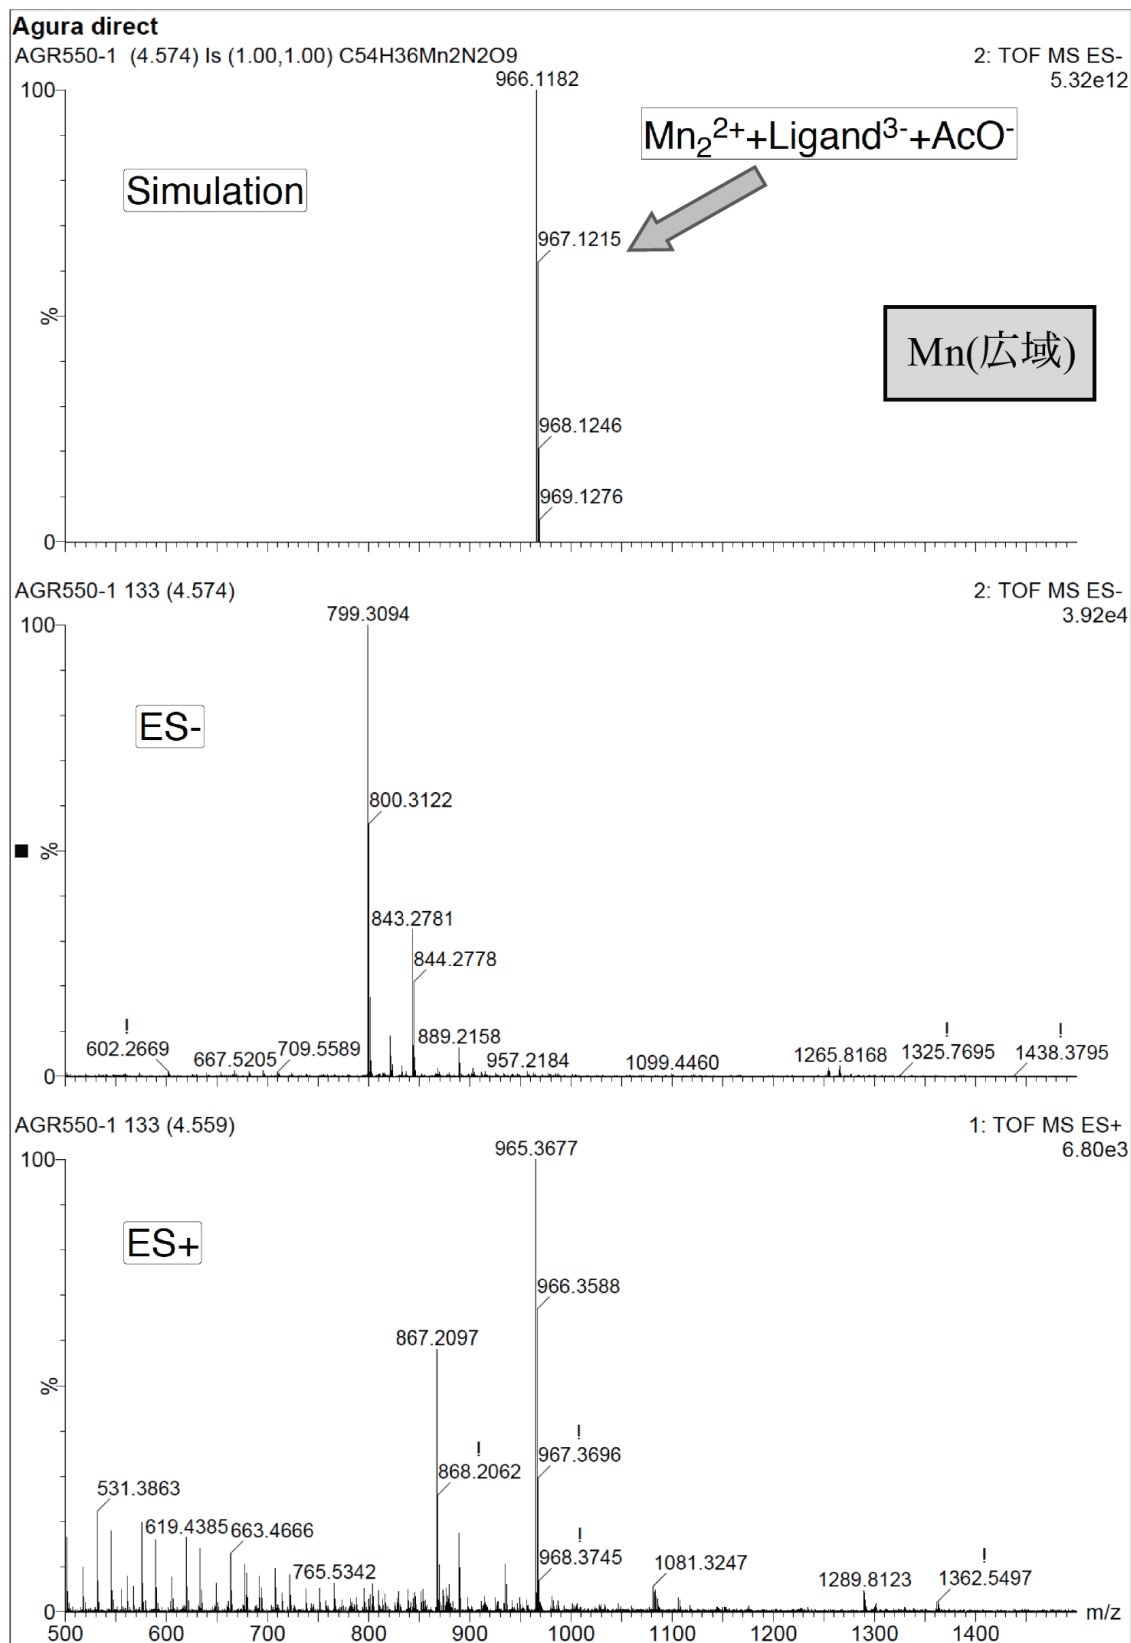 Agura direct
AGR550-1 (4.574) Is (1.00,1.00) C54H36Mn2N2O9
2: TOF MS ES-
5.32e12
966.1182
100
Mn₂²⁺+Ligand³⁻+AcO⁻
Simulation
967.1215
%
Mn(広域)
968.1246
969.1276
0
AGR550-1 133 (4.574)
2: TOF MS ES-
3.92e4
799.3094
100
ES-
800.3122
%
843.2781
844.2778
!
!
!
602.2669
667.5205
709.5589
889.2158
957.2184
1099.4460
1265.8168
1325.7695
1438.3795
0
AGR550-1 133 (4.559)
1: TOF MS ES+
6.80e3
965.3677
100
ES+
966.3588
867.2097
%
!
967.3696
!
868.2062
531.3863
619.4385
663.4666
!
968.3745
765.5342
1081.3247
!
1289.8123
1362.5497
0
500 600 700 800 900 1000 1100 1200 1300 1400 m/z